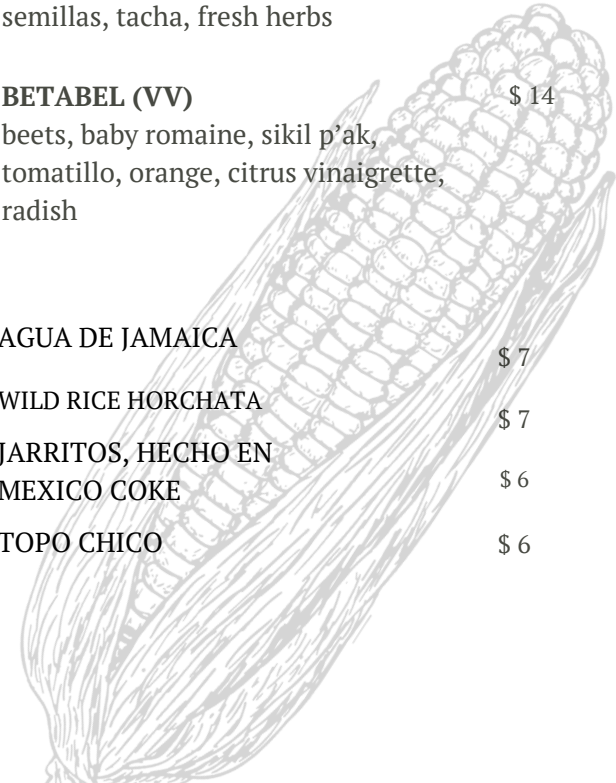 semillas, tacha, fresh herbs
BETABEL (VV) $ 14
beets, baby romaine, sikil p’ak,
tomatillo, orange, citrus vinaigrette,
radish
AGUA DE JAMAICA $ 7
WILD RICE HORCHATA $ 7
JARRITOS, HECHO EN
MEXICO COKE $ 6
TOPO CHICO $ 6